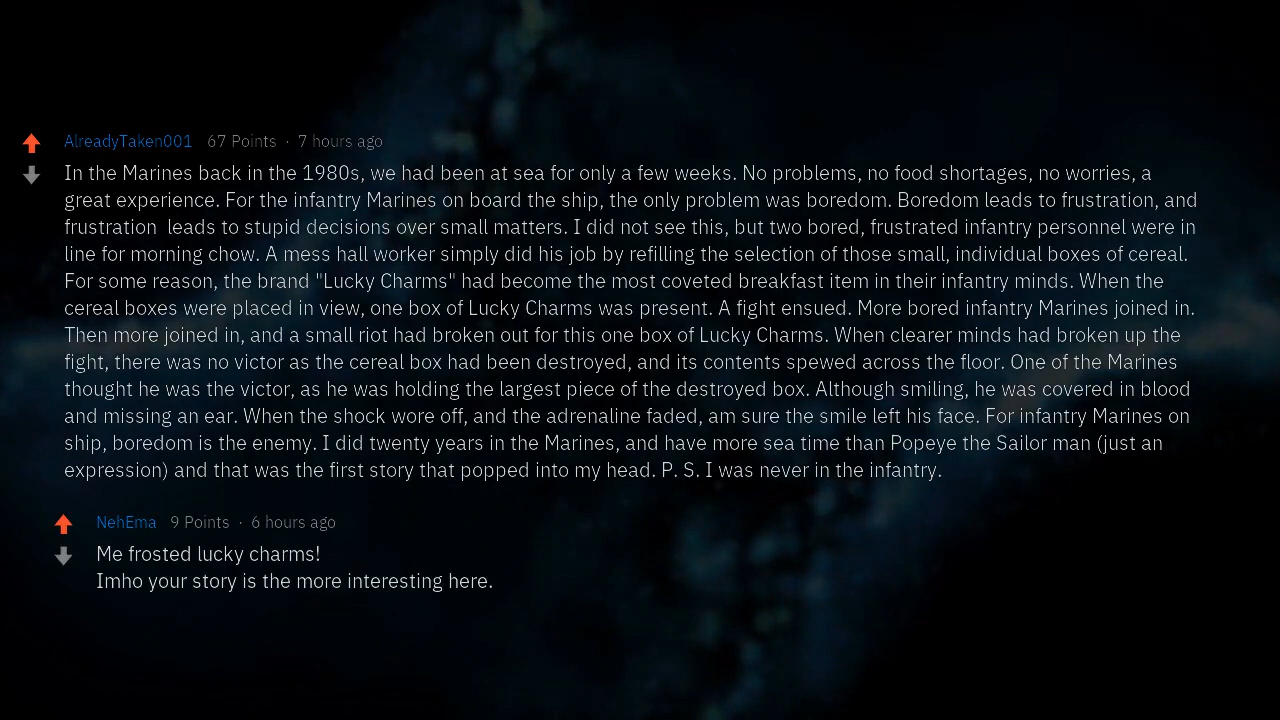 AlreadyTaken001 67 Points · 7 hours ago
In the Marines back in the 1980s, we had been at sea for only a few weeks. No problems, no food shortages, no worries, a
great experience. For the infantry Marines on board the ship, the only problem was boredom. Boredom leads to frustration, and
frustration  leads to stupid decisions over small matters. I did not see this, but two bored, frustrated infantry personnel were in
line for morning chow. A mess hall worker simply did his job by refilling the selection of those small, individual boxes of cereal.
For some reason, the brand "Lucky Charms" had become the most coveted breakfast item in their infantry minds. When the
cereal boxes were placed in view, one box of Lucky Charms was present. A fight ensued. More bored infantry Marines joined in.
Then more joined in, and a small riot had broken out for this one box of Lucky Charms. When clearer minds had broken up the
fight, there was no victor as the cereal box had been destroyed, and its contents spewed across the floor. One of the Marines
thought he was the victor, as he was holding the largest piece of the destroyed box. Although smiling, he was covered in blood
and missing an ear. When the shock wore off, and the adrenaline faded, am sure the smile left his face. For infantry Marines on
ship, boredom is the enemy. I did twenty years in the Marines, and have more sea time than Popeye the Sailor man (just an
expression) and that was the first story that popped into my head. P. S. I was never in the infantry.
NehEma 9 Points · 6 hours ago
Me frosted lucky charms!
Imho your story is the more interesting here.